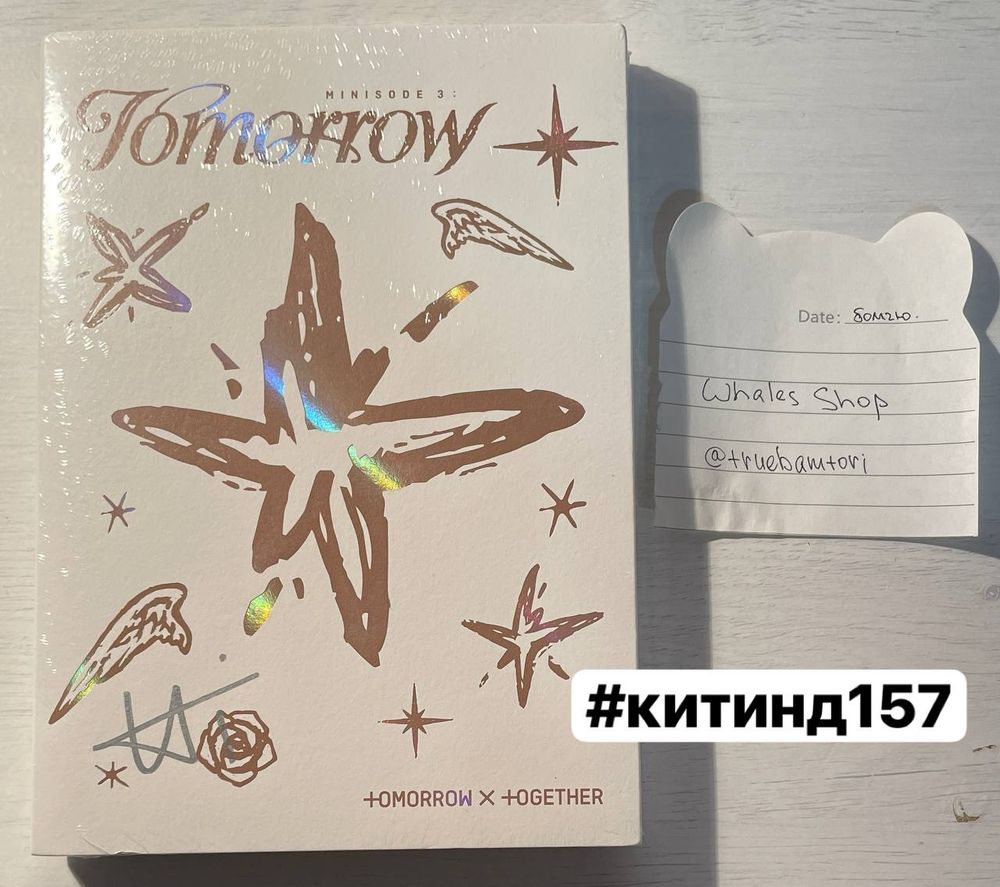 MINISODE 3:
Tomorrow
TOMORROW X TOGETHER
Date: бомгю.
Whales Shop
@truebamtori
#китинд157